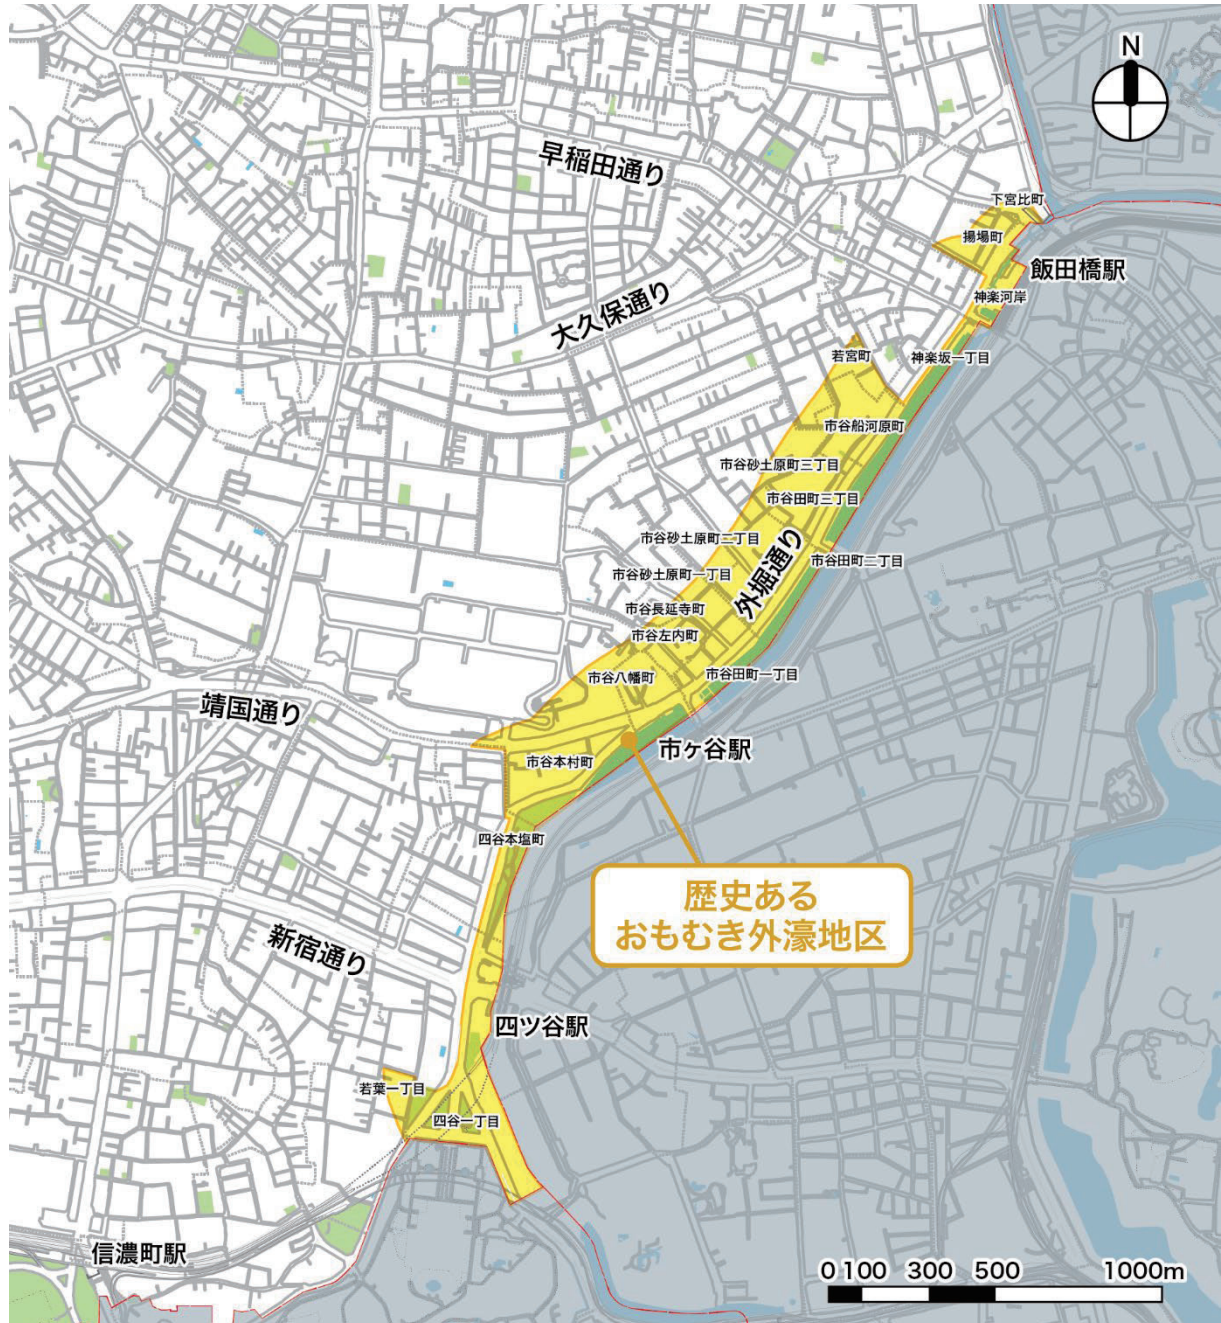 N
早稲田通り
下宮比町
揚場町
飯田橋駅
神楽河岸
大久保通り
若宮町
神楽坂一丁目
市谷船河原町
市谷砂土原町三丁目
市谷田町三丁目
市谷砂土原町二丁目
外堀通り
市谷田町二丁目
市谷砂土原町一丁目
市谷長延寺町
市谷左内町
市谷八幡町
市谷田町一丁目
靖国通り
市ヶ谷駅
市谷本村町
四谷本塩町
歴史ある
おもむき外濠地区
新宿通り
四ツ谷駅
若葉一丁目
四谷一丁目
信濃町駅
0 100 300 500 1000m